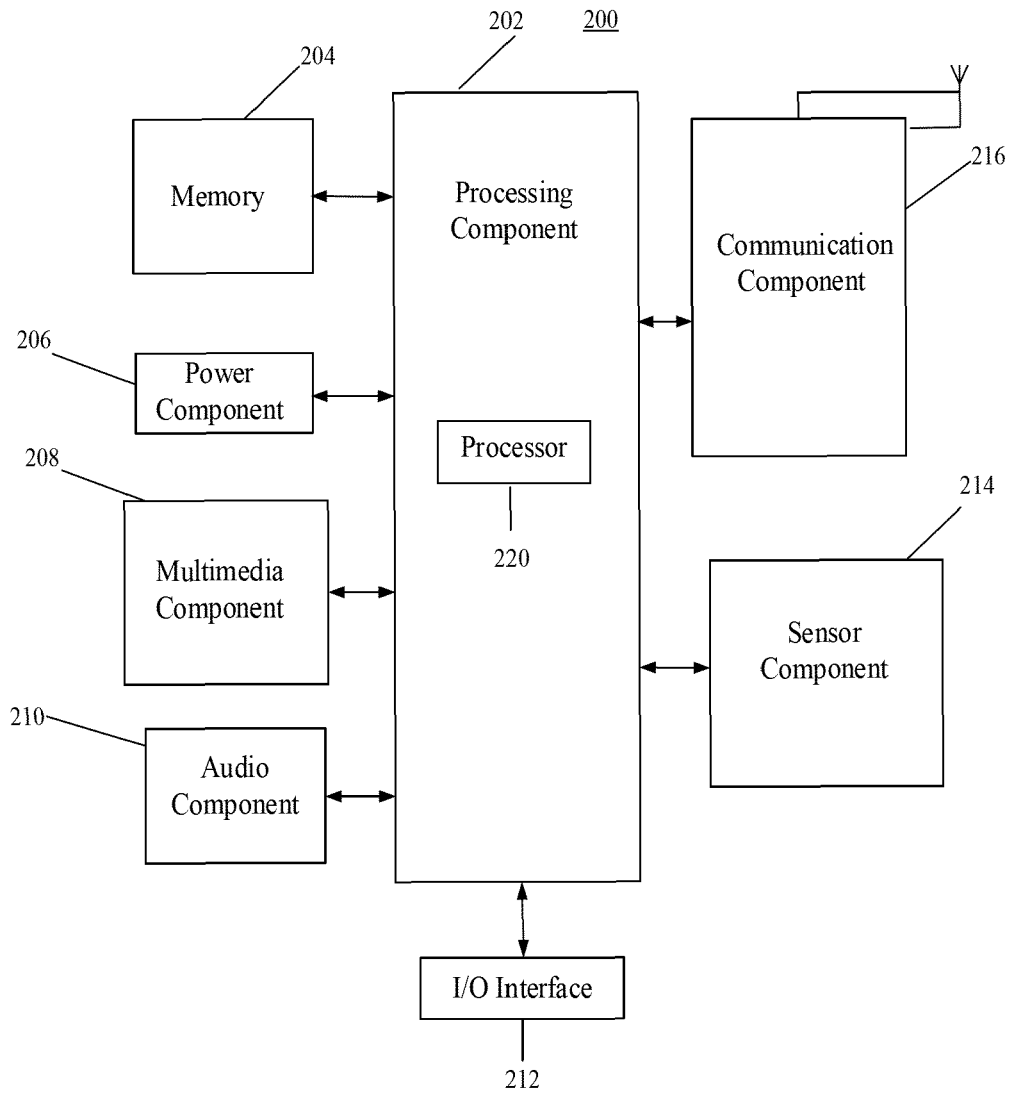 202
200
204
Memory
Processing
Component
216
Communication
Component
206
Power
Component
Processor
208
220
214
Multimedia
Component
Sensor
Component
210
Audio
Component
I/O Interface
212